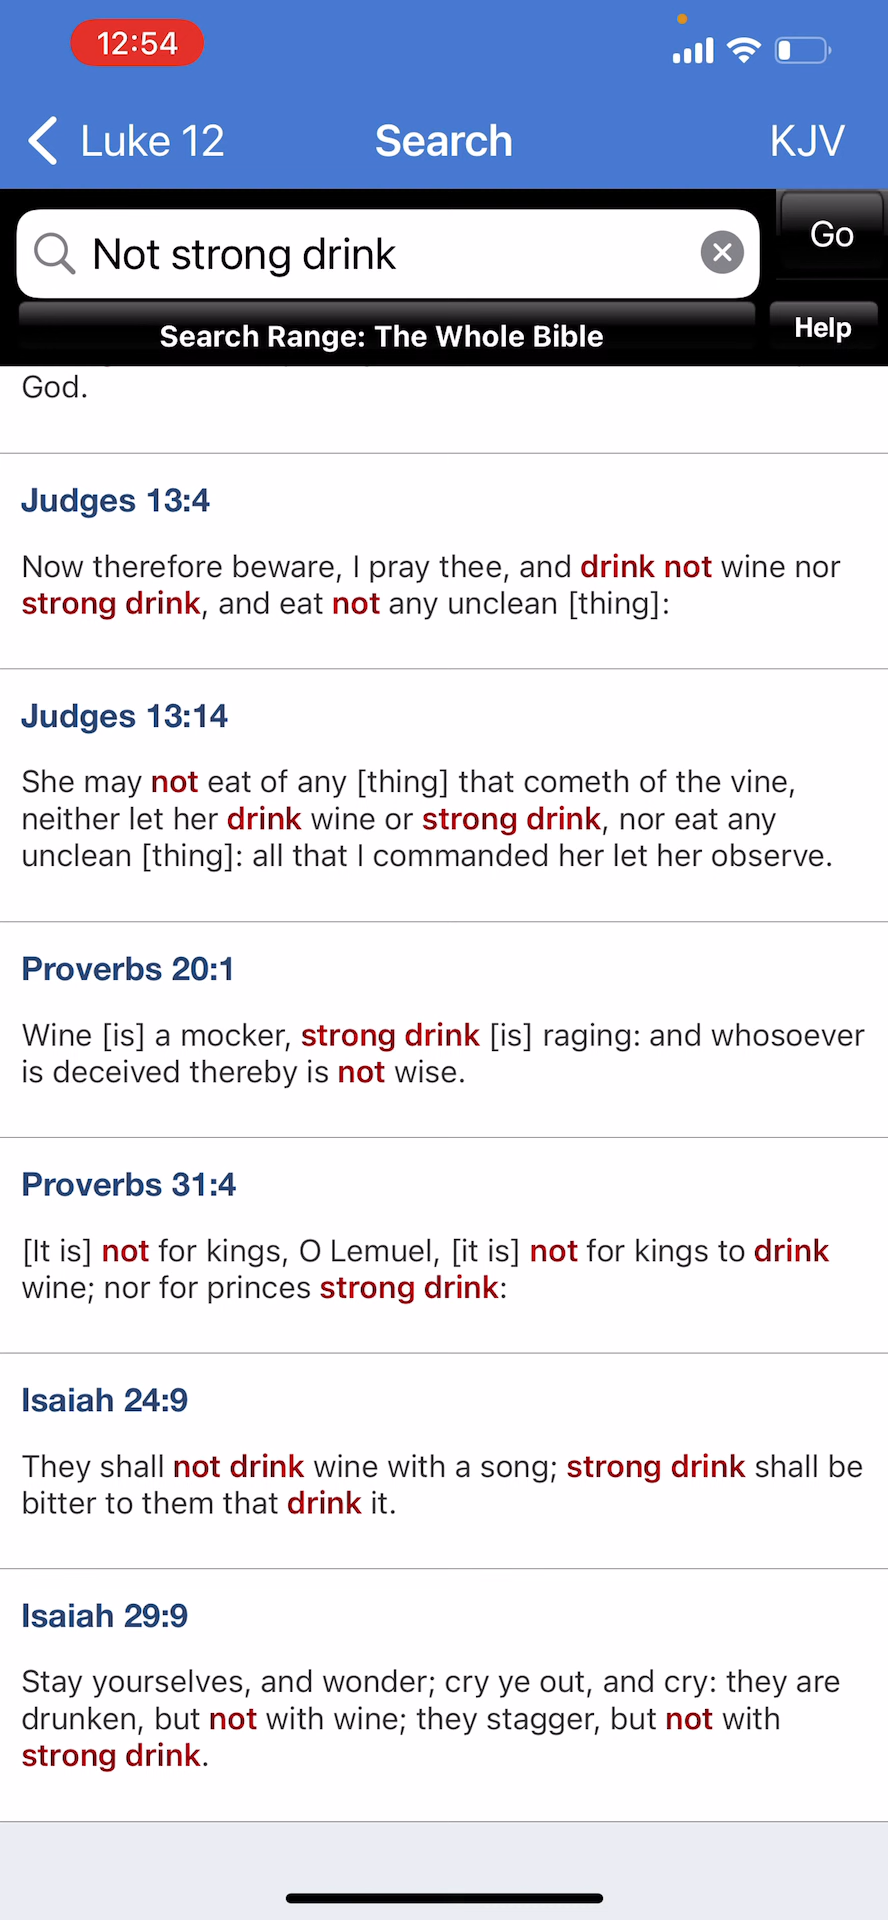 12:54
Luke 12
Search
KJV
Not strong drink
Go
Search Range: The Whole Bible
Help
God.
Judges 13:4
Now therefore beware, I pray thee, and drink not wine nor
strong drink, and eat not any unclean [thing]:
Judges 13:14
She may not eat of any [thing] that cometh of the vine,
neither let her drink wine or strong drink, nor eat any
unclean [thing]: all that I commanded her let her observe.
Proverbs 20:1
Wine [is] a mocker, strong drink [is] raging: and whosoever
is deceived thereby is not wise.
Proverbs 31:4
[It is] not for kings, O Lemuel, [it is] not for kings to drink
wine; nor for princes strong drink:
Isaiah 24:9
They shall not drink wine with a song; strong drink shall be
bitter to them that drink it.
Isaiah 29:9
Stay yourselves, and wonder; cry ye out, and cry: they are
drunken, but not with wine; they stagger, but not with
strong drink.